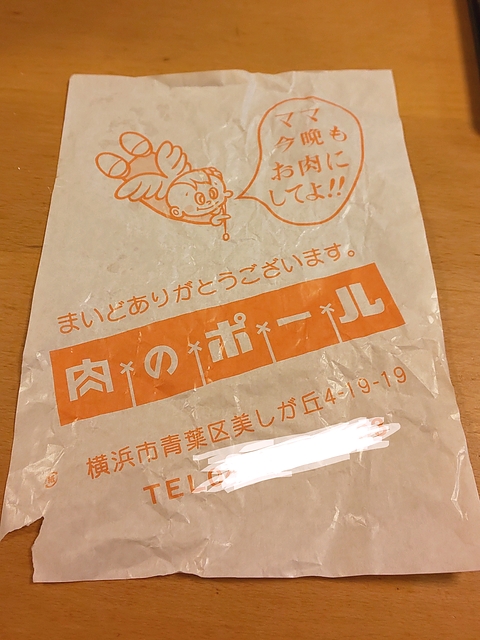 ママ
今晩も
お肉に
してよ!!
まいどありがとうございます。
肉のポール
横浜市青葉区美しが丘4-19-19
TEL